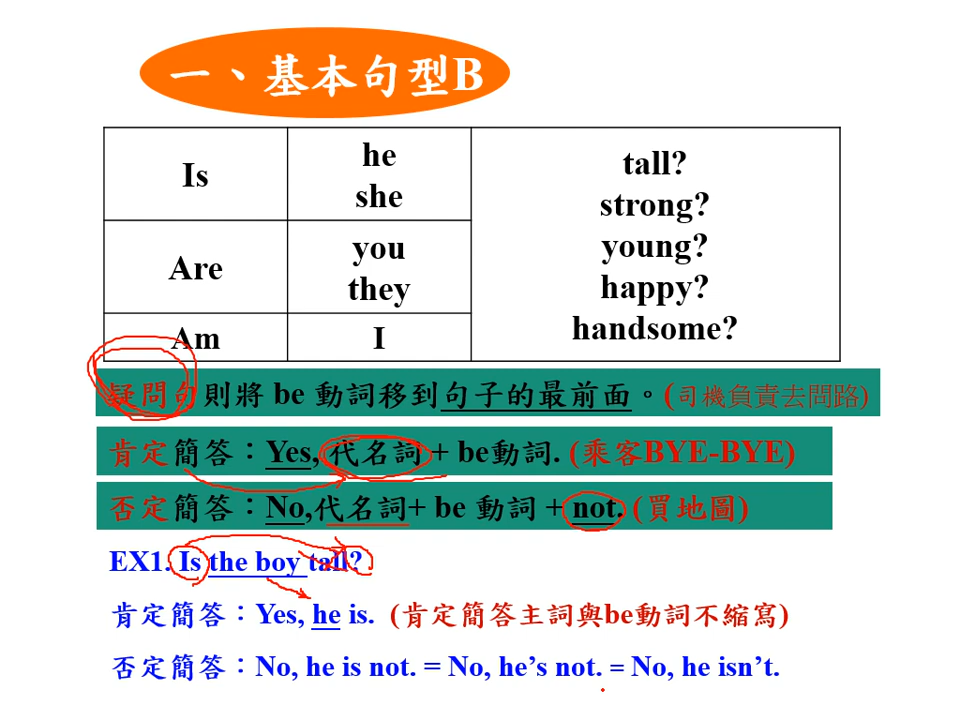 一、基本句型B
Is
he
she
tall?
strong?
young?
happy?
handsome?
Are
you
they
Am
I
疑問句則將 be 動詞移到句子的最前面。(司機負責去問路)
肯定簡答：Yes, 代名詞 + be動詞. (乘客BYE-BYE)
否定簡答：No,代名詞+ be 動詞 + not. (買地圖)
EX1. Is the boy tall?
肯定簡答：Yes, he is. (肯定簡答主詞與be動詞不縮寫)
否定簡答：No, he is not. = No, he’s not. = No, he isn’t.